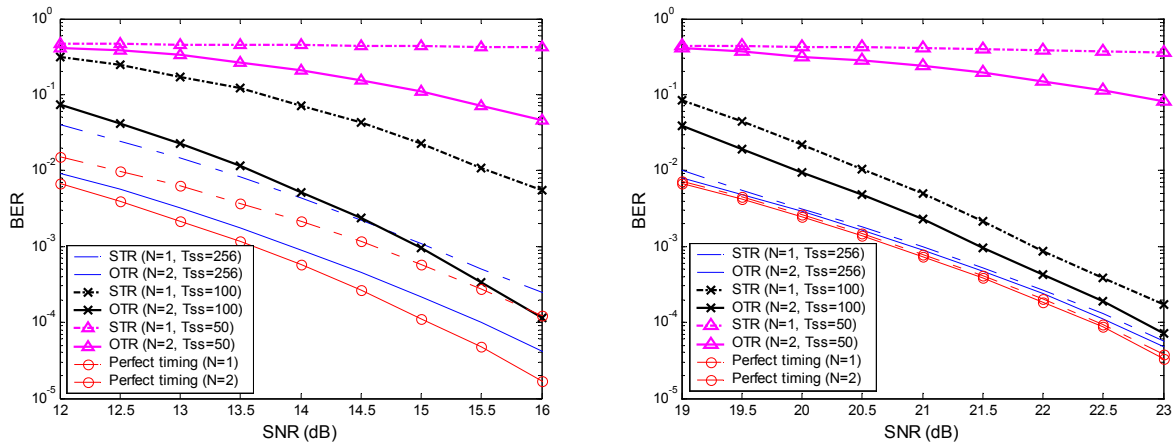 10^0
10^-1
10^-2
10^-3
10^-4
10^-5
BER
12 12.5 13 13.5 14 14.5 15 15.5 16
SNR (dB)
STR (N=1, Tss=256)
OTR (N=2, Tss=256)
STR (N=1, Tss=100)
OTR (N=2, Tss=100)
STR (N=1, Tss=50)
OTR (N=2, Tss=50)
Perfect timing (N=1)
Perfect timing (N=2)
10^0
10^-1
10^-2
10^-3
10^-4
10^-5
BER
19 19.5 20 20.5 21 21.5 22 22.5 23
SNR (dB)
STR (N=1, Tss=256)
OTR (N=2, Tss=256)
STR (N=1, Tss=100)
OTR (N=2, Tss=100)
STR (N=1, Tss=50)
OTR (N=2, Tss=50)
Perfect timing (N=1)
Perfect timing (N=2)